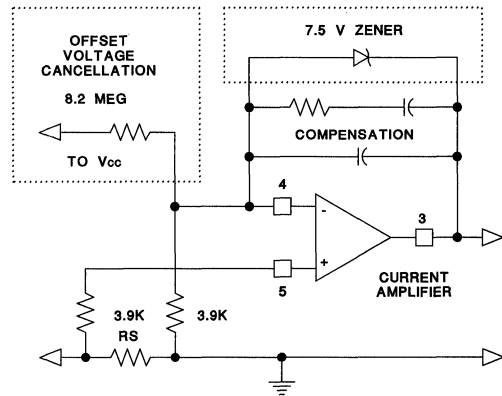 OFFSET
VOLTAGE
CANCELLATION
8.2 MEG
TO Vcc
7.5 V ZENER
COMPENSATION
4
-
3
+
5
CURRENT
AMPLIFIER
3.9K
3.9K
RS